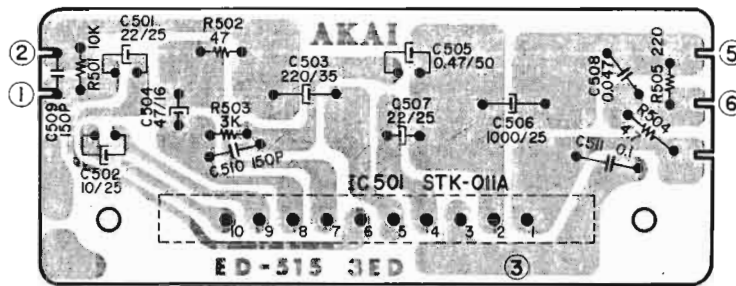 AKAI
②
①
C509
150P
R501
10K
C501
22/25
C502
10/25
C504
47/16
R502
47
R503
3K
C510
150P
C503
220/35
C505
0.47/50
C507
22/25
C506
1000/25
C508
0.047
R505
220
R504
C511
0.1
⑤
⑥
IC501 STK-011A
10 9 8 7 6 5 4 3 2 1
ED-515 3ED
③